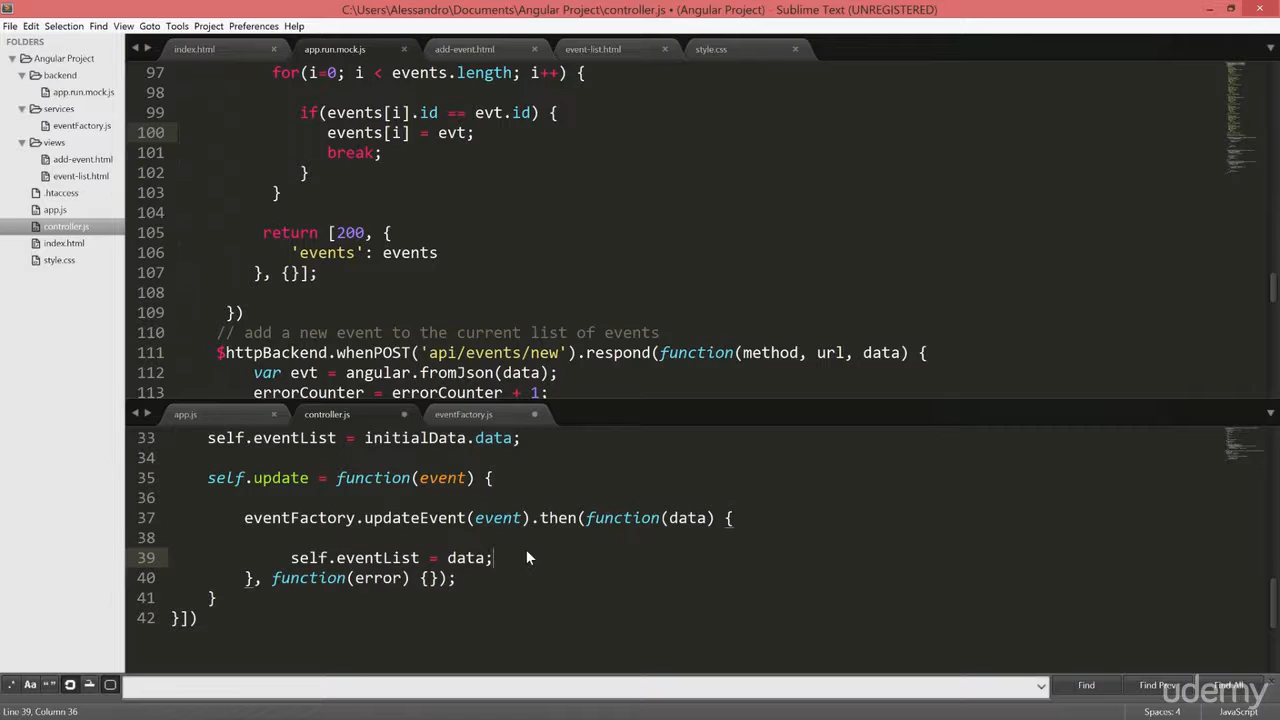 C:\Users\Alessandro\Documents\Angular Project\controller.js • (Angular Project) - Sublime Text (UNREGISTERED)
File Edit Selection Find View Goto Tools Project Preferences Help
FOLDERS
Angular Project
backend
app.run.mock.js
services
eventFactory.js
views
add-event.html
event-list.html
.htaccess
app.js
controller.js
index.html
style.css
index.html app.run.mock.js add-event.html event-list.html style.css
97 for(i=0; i < events.length; i++) {
98
99 if(events[i].id == evt.id) {
100 events[i] = evt;
101 break;
102 }
103 }
104
105 return [200, {
106 'events': events
107 }, {}];
108
109 })
110 // add a new event to the current list of events
111 $httpBackend.whenPOST('api/events/new').respond(function(method, url, data) {
112 var evt = angular.fromJson(data);
113 errorCounter = errorCounter + 1;
app.js controller.js eventFactory.js
33 self.eventList = initialData.data;
34
35 self.update = function(event) {
36
37 eventFactory.updateEvent(event).then(function(data) {
38
39 self.eventList = data;
40 }, function(error) {});
41 }
42 }])
.* Aa “” Find Find Prev Find All
udemy
Line 39, Column 36 Spaces: 4 JavaScript